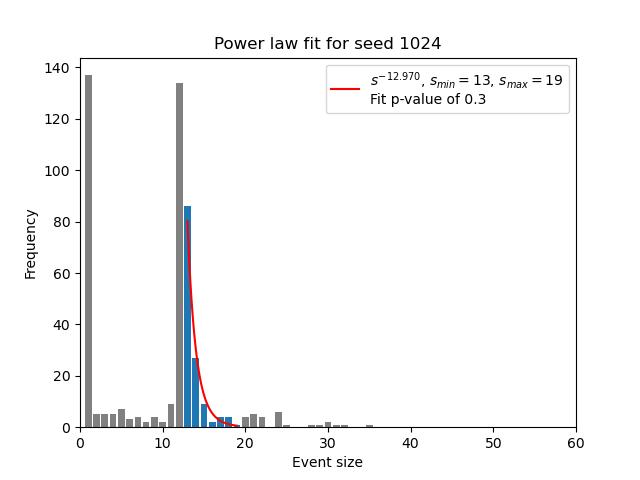 Power law fit for seed 1024
s^{-12.970}, s_{min} = 13, s_{max} = 19
Fit p-value of 0.3
Frequency
140
120
100
80
60
40
20
0
0 10 20 30 40 50 60
Event size